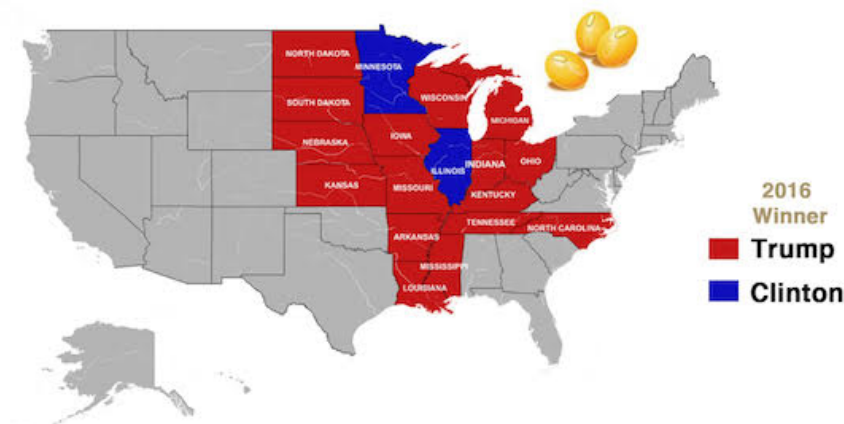 NORTH DAKOTA
MINNESOTA
SOUTH DAKOTA
WISCONSIN
MICHIGAN
NEBRASKA
IOWA
ILLINOIS
INDIANA
OHIO
KANSAS
MISSOURI
KENTUCKY
TENNESSEE
NORTH CAROLINA
ARKANSAS
MISSISSIPPI
LOUISIANA
2016
Winner
Trump
Clinton